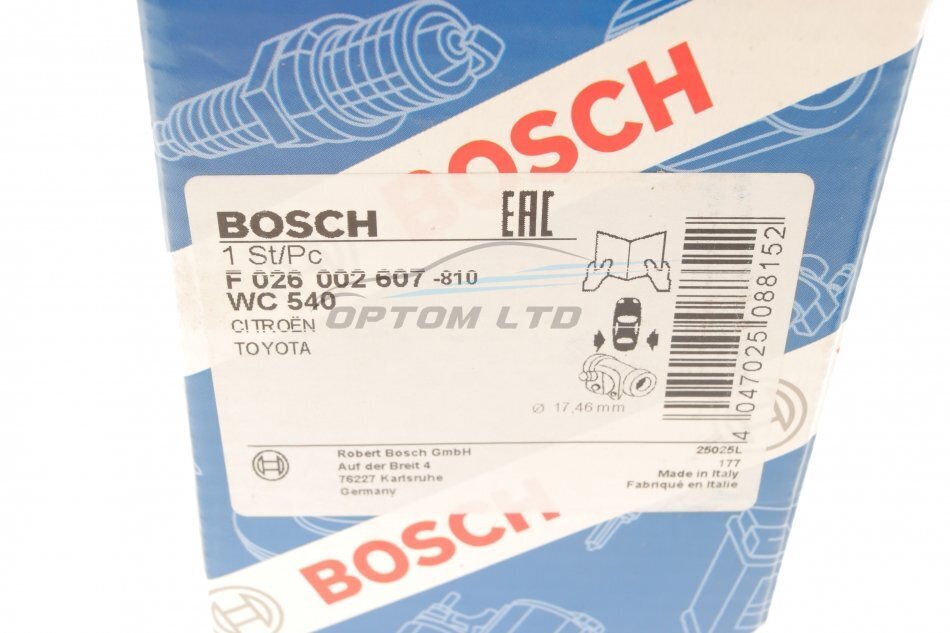 BOSCH
BOSCH EAC
1 St/Pc
F 026 002 607 -810
WC 540
CITROËN
TOYOTA
OPTOM LTD
Ø 17,46 mm
4 047025 088152
Robert Bosch GmbH
Auf der Breit 4
76227 Karlsruhe
Germany
25025L
177
Made in Italy
Fabriqué en Italie
BOSCH